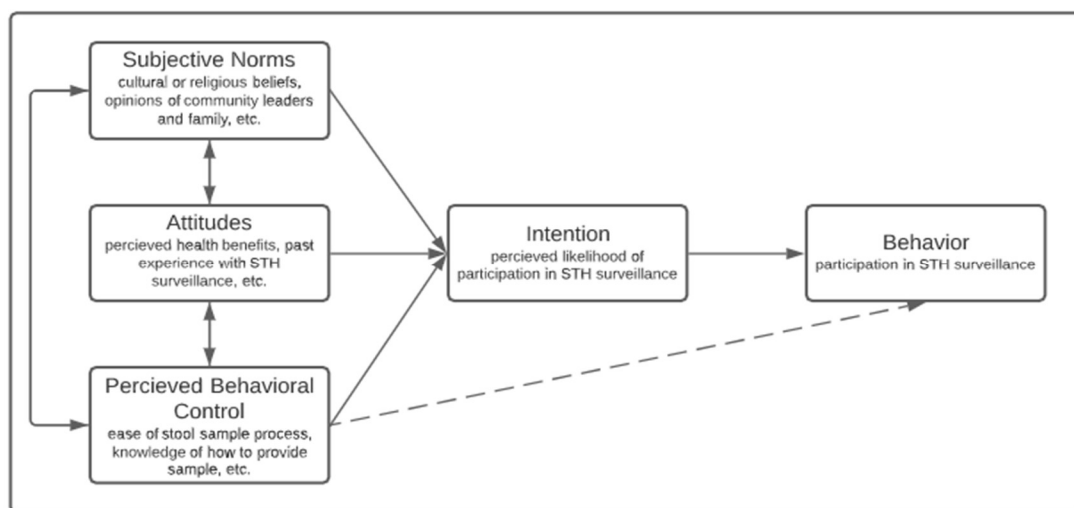 Subjective Norms
cultural or religious beliefs,
opinions of community leaders
and family, etc.
Attitudes
percieved health benefits, past
experience with STH
surveillance, etc.
Percieved Behavioral
Control
ease of stool sample process,
knowledge of how to provide
sample, etc.
Intention
percieved likelihood of
participation in STH surveillance
Behavior
participation in STH surveillance